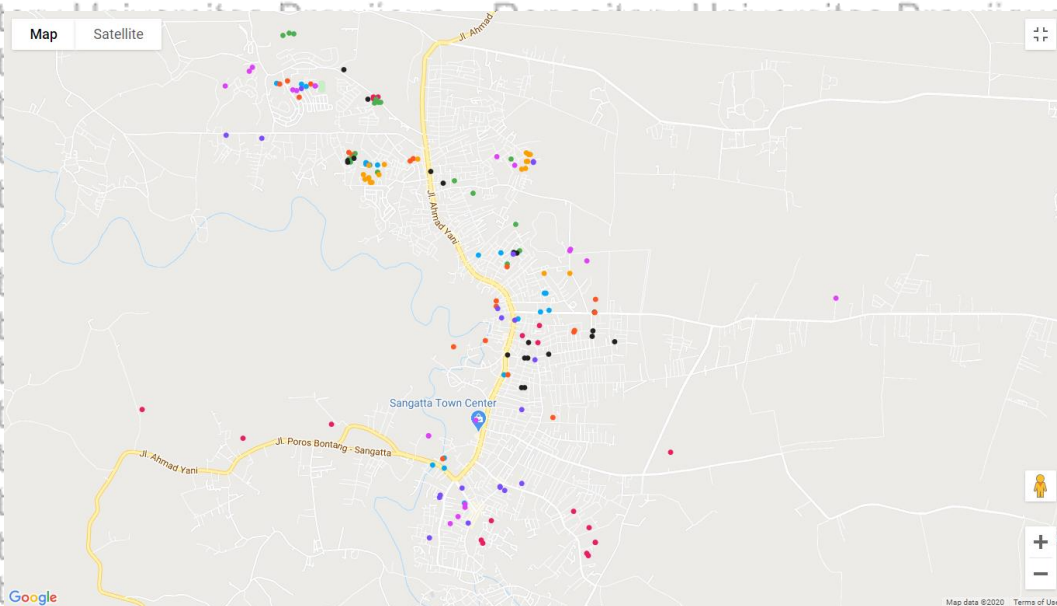 Map Satellite
Jl. Ahmad
Jl. Ahmad Yani
Sangatta Town Center
Jl. Poros Bontang - Sangatta
Jl. Ahmad Yani
Google
Map data ©2020 Terms of Use